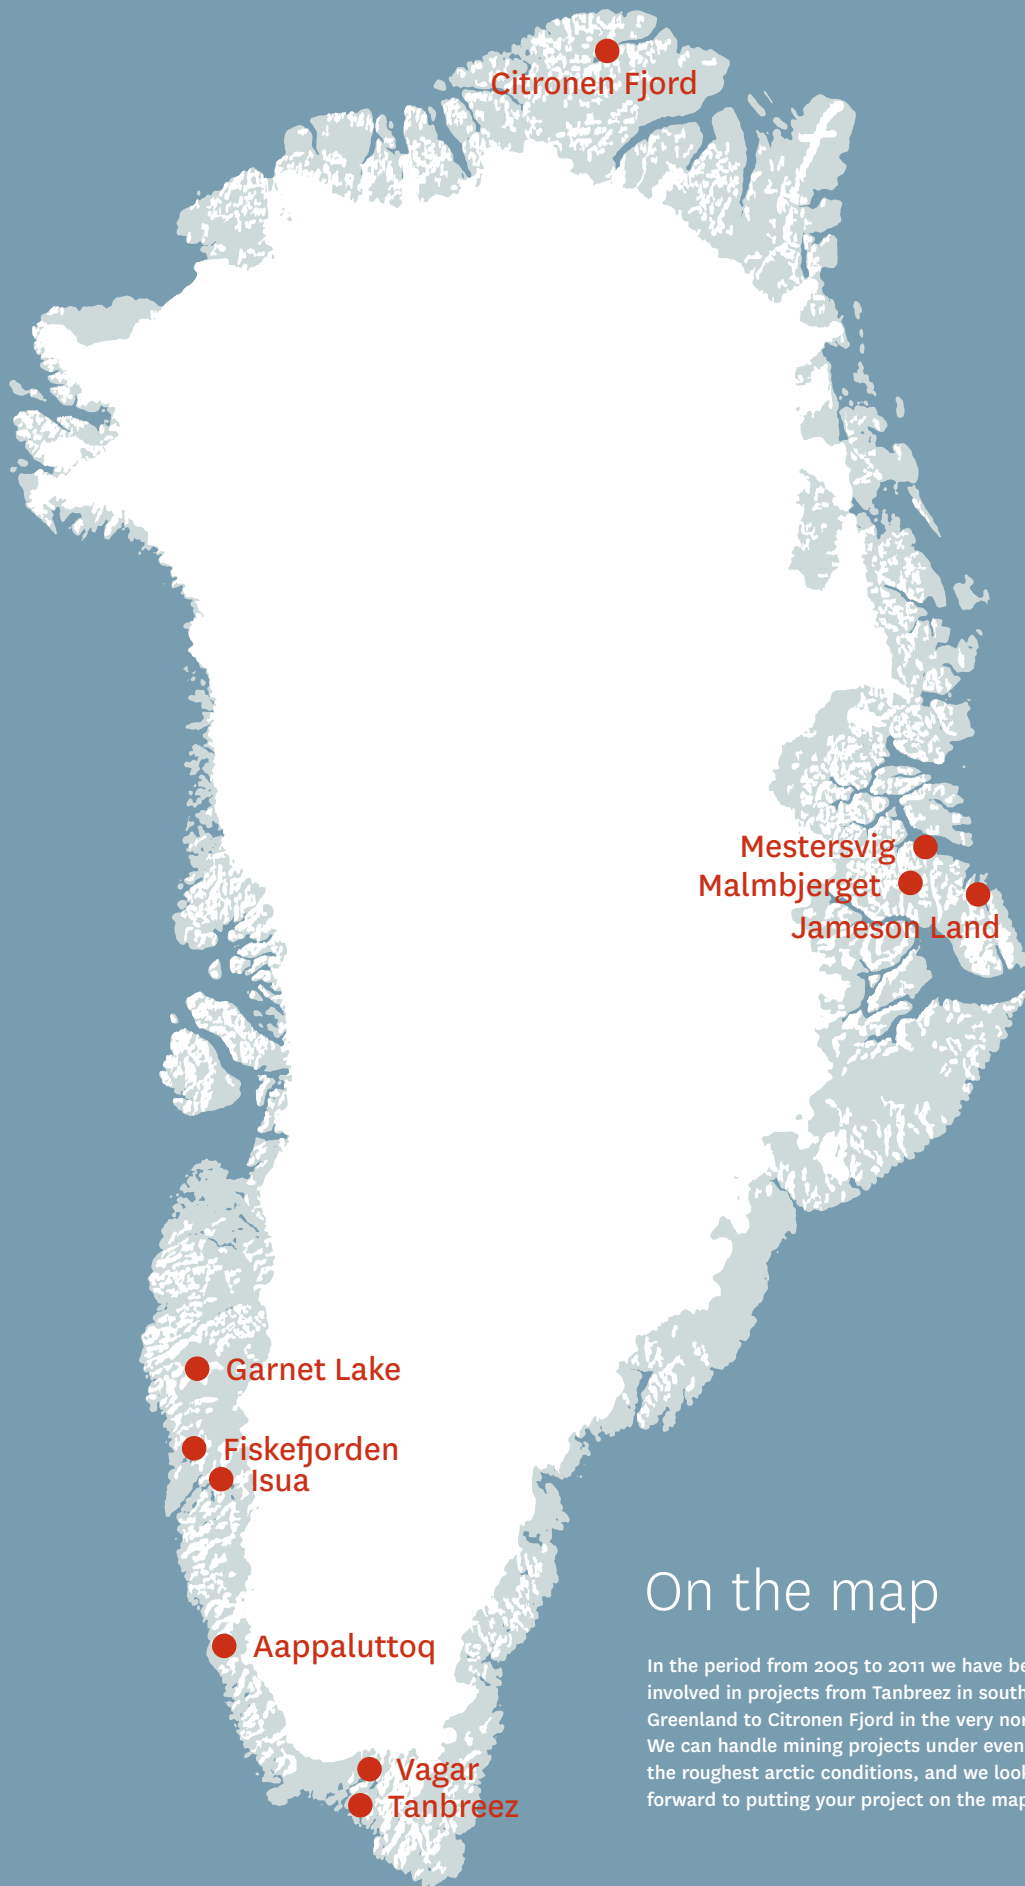 Citronen Fjord
Mestersvig
Malmbjerget
Jameson Land
Garnet Lake
Fiskefjorden
Isua
Aappaluttoq
Vagar
Tanbreez
On the map
In the period from 2005 to 2011 we have be
involved in projects from Tanbreez in south
Greenland to Citronen Fjord in the very nor
We can handle mining projects under even
the roughest arctic conditions, and we look
forward to putting your project on the map